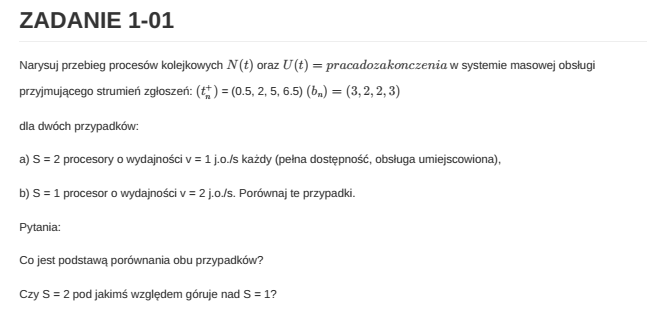 ZADANIE 1-01
Narysuj przebieg procesów kolejkowych N(t) oraz U(t) = pracadozakonczenia w systemie masowej obsługi
przyjmującego strumień zgłoszeń: (t_n^+) = (0.5, 2, 5, 6.5) (b_n) = (3, 2, 2, 3)
dla dwóch przypadków:
a) S = 2 procesory o wydajności v = 1 j.o./s każdy (pełna dostępność, obsługa umiejscowiona),
b) S = 1 procesor o wydajności v = 2 j.o./s. Porównaj te przypadki.
Pytania:
Co jest podstawą porównania obu przypadków?
Czy S = 2 pod jakimś względem góruje nad S = 1?